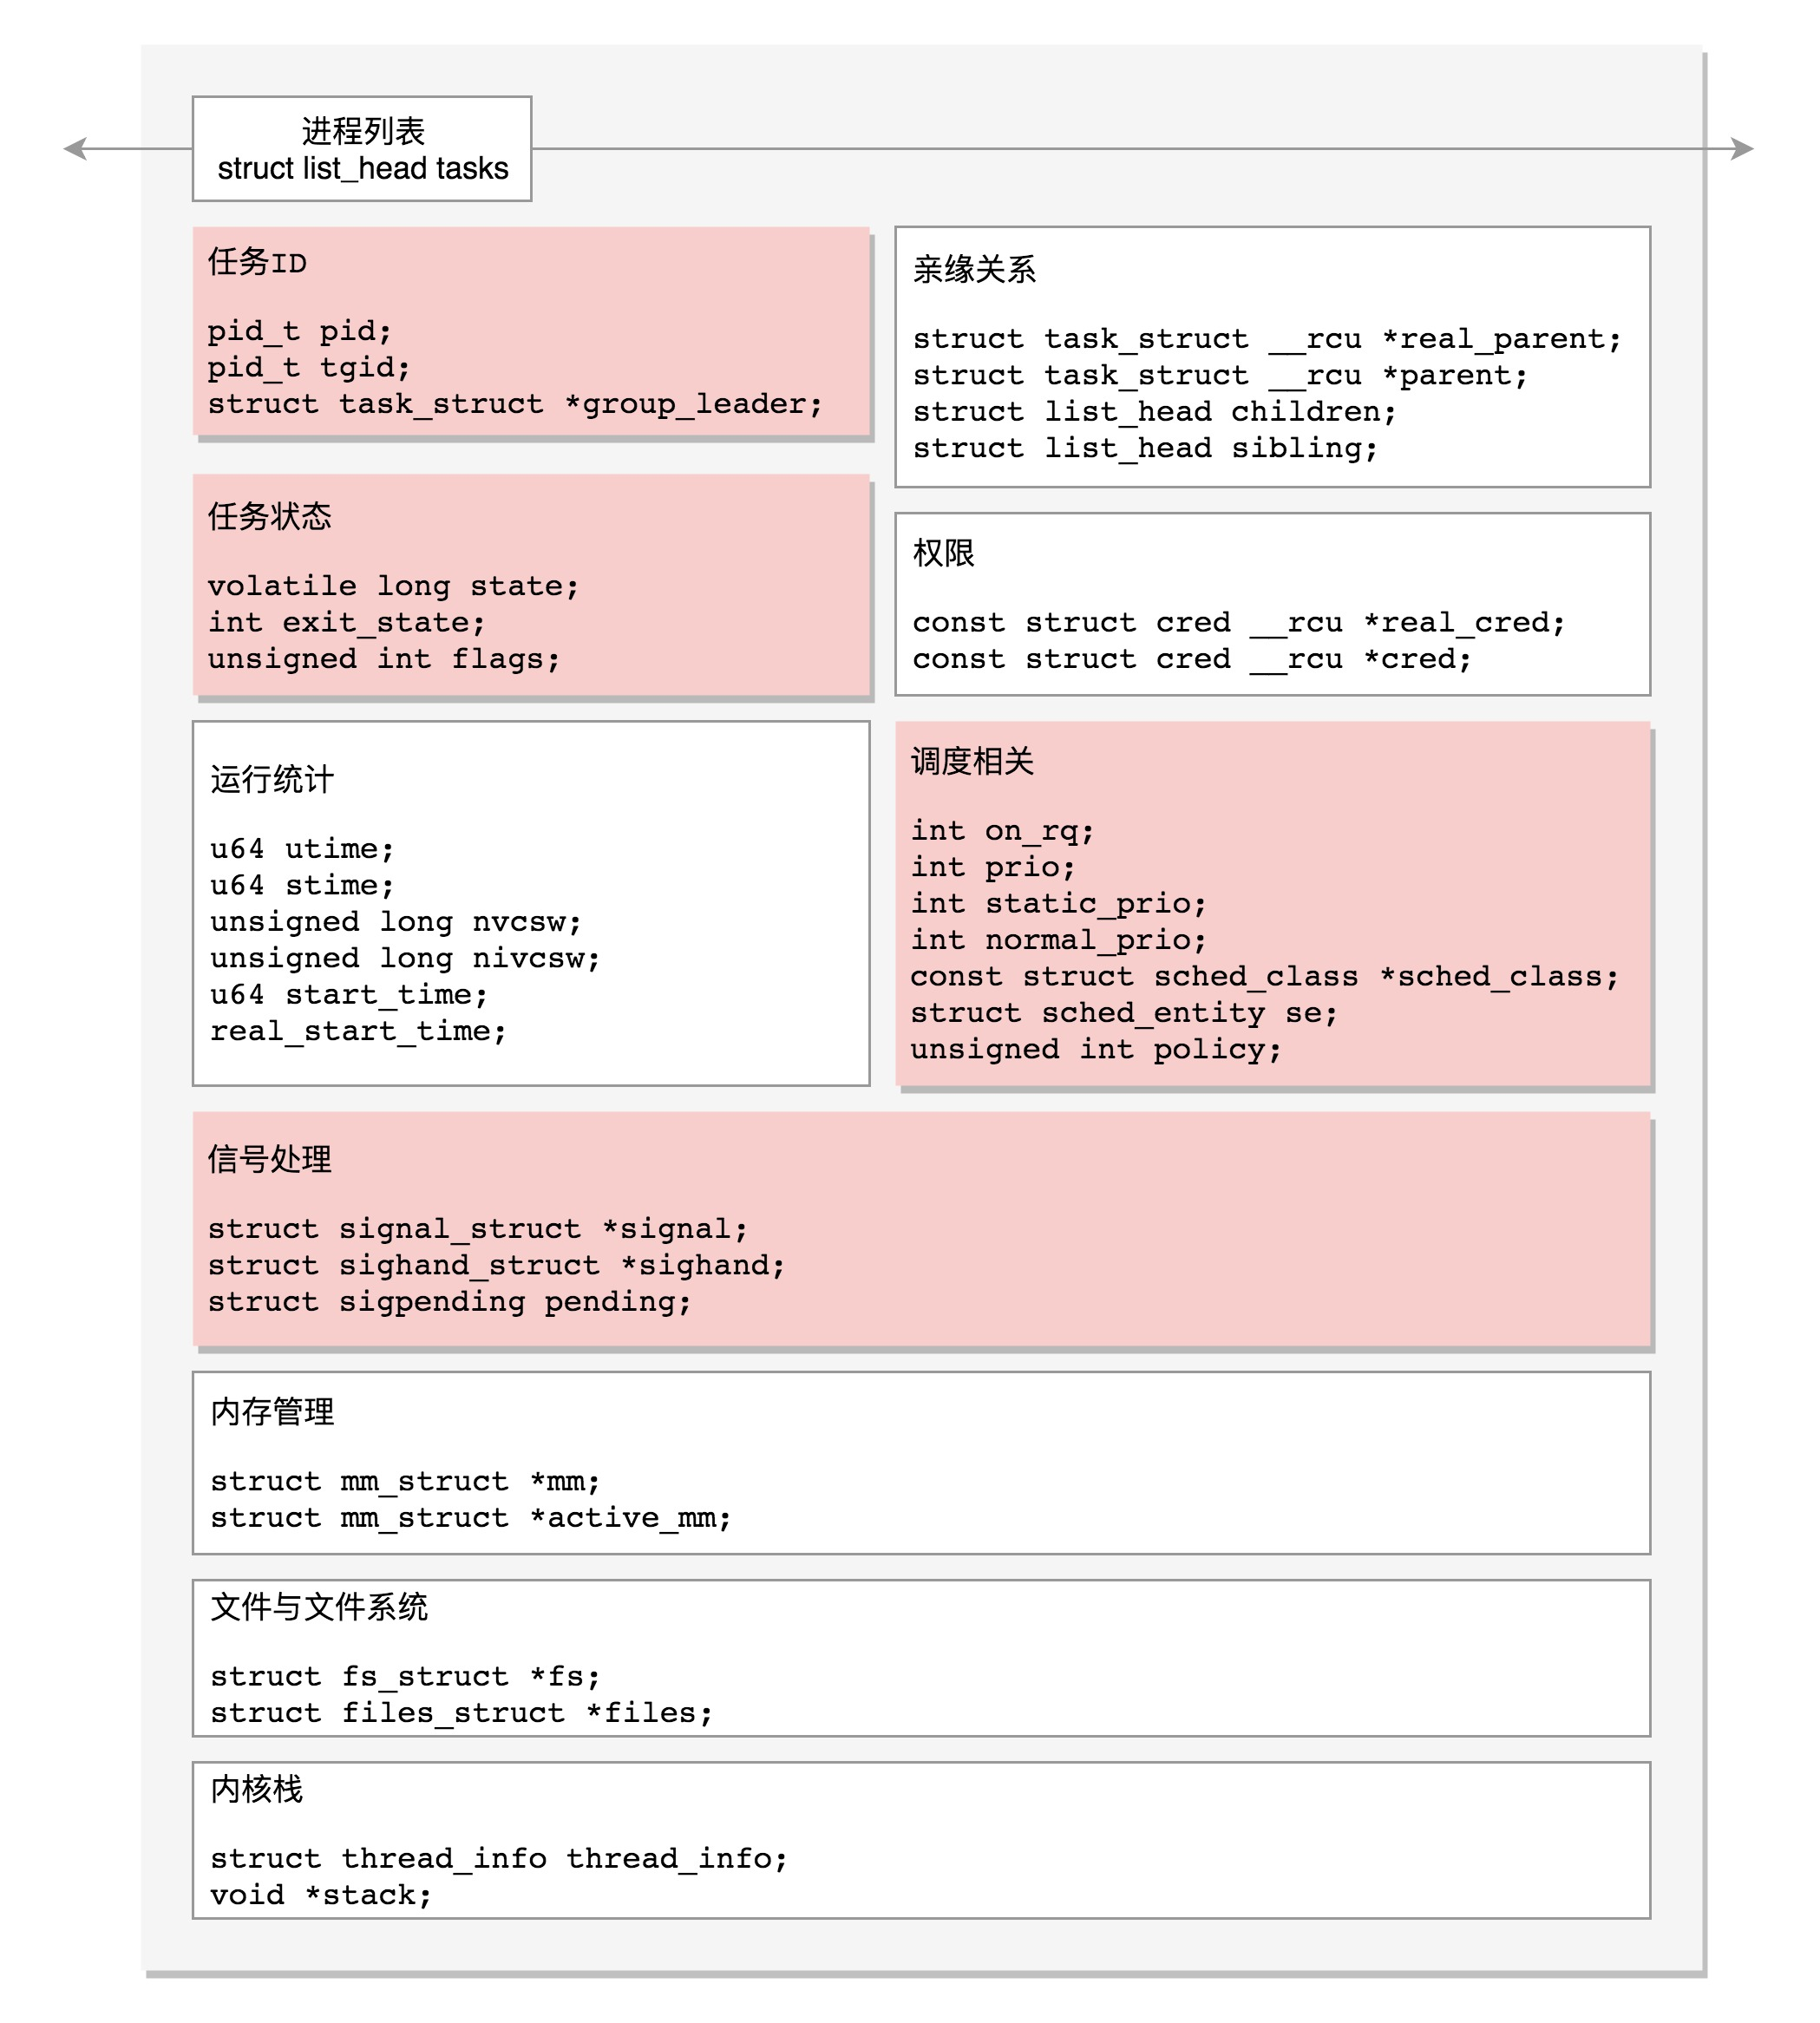 进程列表
struct list_head tasks
任务ID
pid_t pid;
pid_t tgid;
struct task_struct *group_leader;
亲缘关系
struct task_struct __rcu *real_parent;
struct task_struct __rcu *parent;
struct list_head children;
struct list_head sibling;
任务状态
volatile long state;
int exit_state;
unsigned int flags;
权限
const struct cred __rcu *real_cred;
const struct cred __rcu *cred;
运行统计
u64 utime;
u64 stime;
unsigned long nvcsw;
unsigned long nivcsw;
u64 start_time;
real_start_time;
调度相关
int on_rq;
int prio;
int static_prio;
int normal_prio;
const struct sched_class *sched_class;
struct sched_entity se;
unsigned int policy;
信号处理
struct signal_struct *signal;
struct sighand_struct *sighand;
struct sigpending pending;
内存管理
struct mm_struct *mm;
struct mm_struct *active_mm;
文件与文件系统
struct fs_struct *fs;
struct files_struct *files;
内核栈
struct thread_info thread_info;
void *stack;